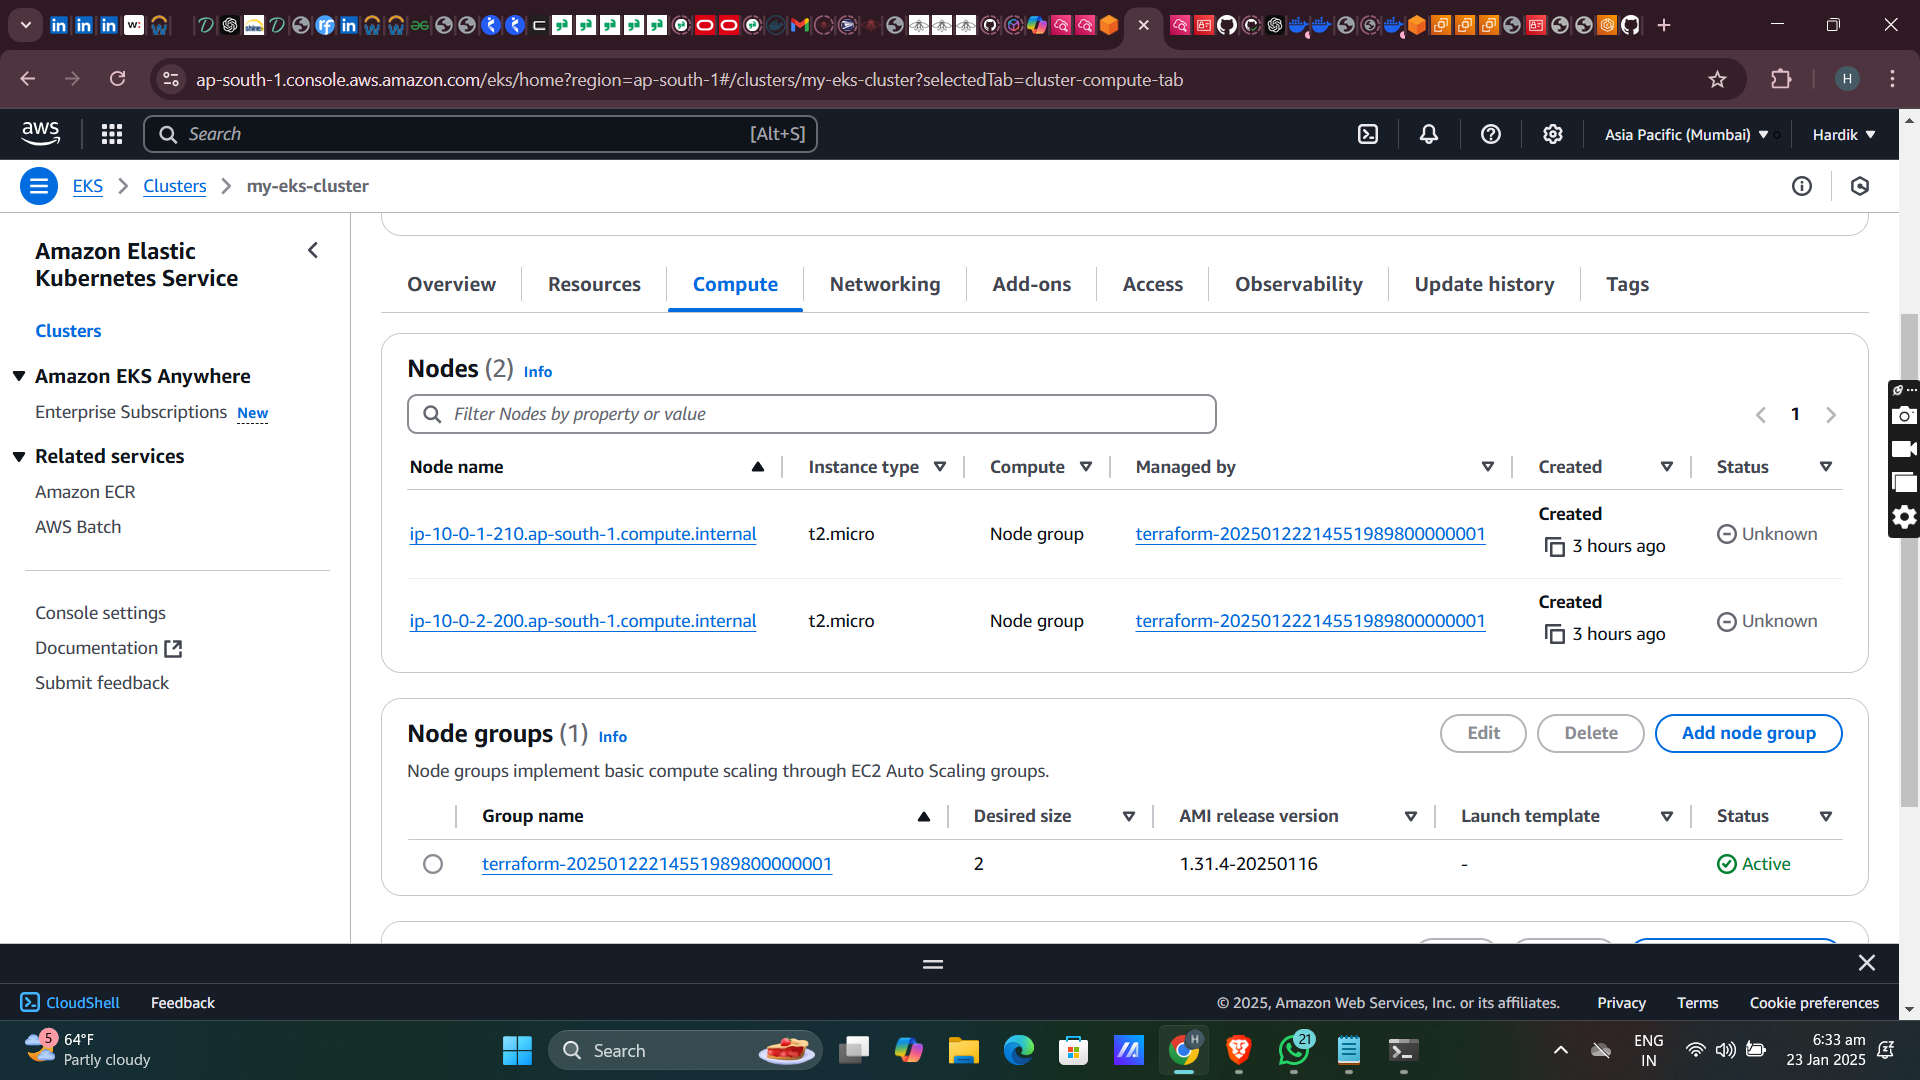 ap-south-1.console.aws.amazon.com/eks/home?region=ap-south-1#/clusters/my-eks-cluster?selectedTab=cluster-compute-tab
H
aws
Search [Alt+S]
Asia Pacific (Mumbai) Hardik
EKS Clusters my-eks-cluster
Amazon Elastic
Kubernetes Service
Clusters
Amazon EKS Anywhere
Enterprise Subscriptions New
Related services
Amazon ECR
AWS Batch
Console settings
Documentation
Submit feedback
Overview Resources Compute Networking Add-ons Access Observability Update history Tags
Nodes (2) Info
Filter Nodes by property or value
1
Node name Instance type Compute Managed by Created Status
Created
ip-10-0-1-210.ap-south-1.compute.internal t2.micro Node group terraform-20250122214551989800000001 3 hours ago Unknown
Created
ip-10-0-2-200.ap-south-1.compute.internal t2.micro Node group terraform-20250122214551989800000001 3 hours ago Unknown
Node groups (1) Info
Edit Delete Add node group
Node groups implement basic compute scaling through EC2 Auto Scaling groups.
Group name Desired size AMI release version Launch template Status
terraform-20250122214551989800000001 2 1.31.4-20250116 - Active
CloudShell Feedback
© 2025, Amazon Web Services, Inc. or its affiliates. Privacy Terms Cookie preferences
5
64°F
Partly cloudy
Search
H
21
ENG
IN
6:33 am
23 Jan 2025